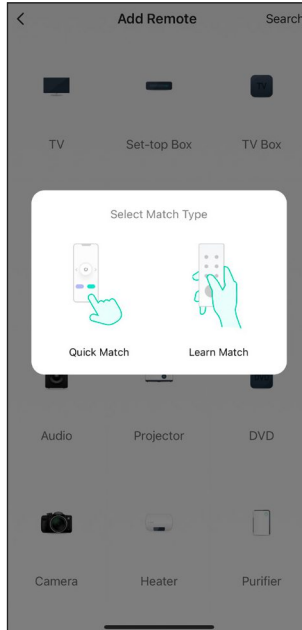 Add Remote Search
TV
TV Set-top Box TV Box
Select Match Type
Quick Match Learn Match
Audio Projector DVD
Camera Heater Purifier